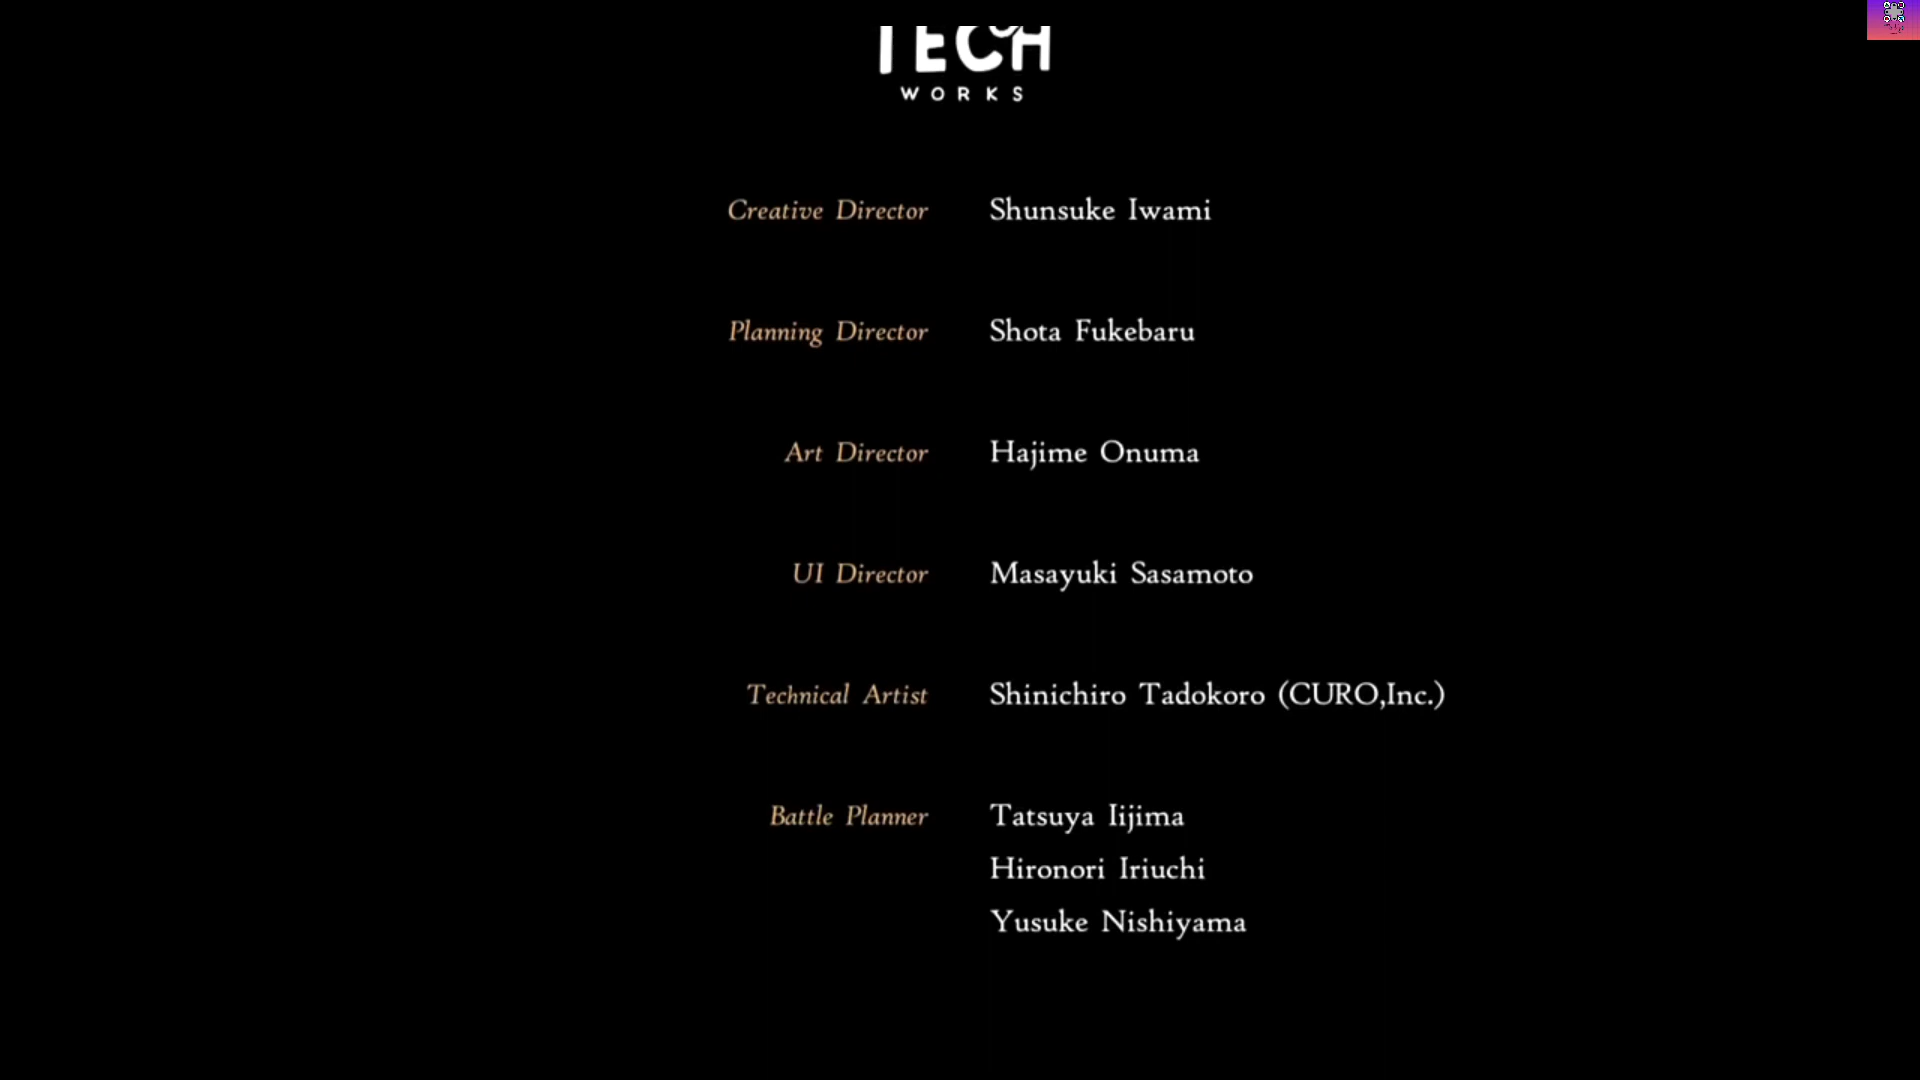 TECH
WORKS
Creative Director Shunsuke Iwami
Planning Director Shota Fukebaru
Art Director Hajime Onuma
UI Director Masayuki Sasamoto
Technical Artist Shinichiro Tadokoro (CURO,Inc.)
Battle Planner Tatsuya Iijima
Hironori Iriuchi
Yusuke Nishiyama